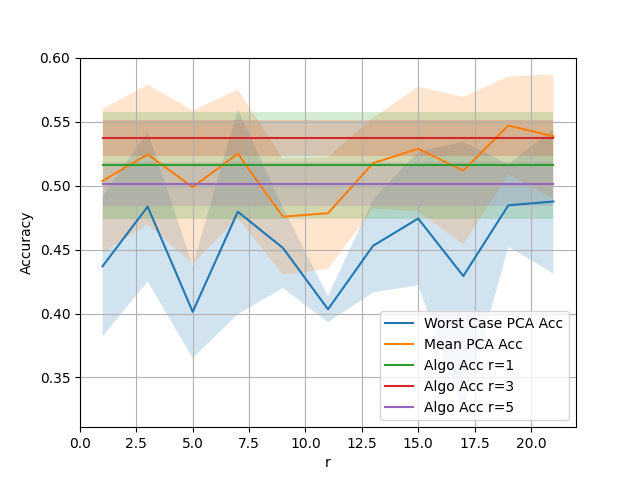 0.60
0.55
0.50
0.45
0.40
0.35
Accuracy
0.0 2.5 5.0 7.5 10.0 12.5 15.0 17.5 20.0
r
Worst Case PCA Acc
Mean PCA Acc
Algo Acc r=1
Algo Acc r=3
Algo Acc r=5